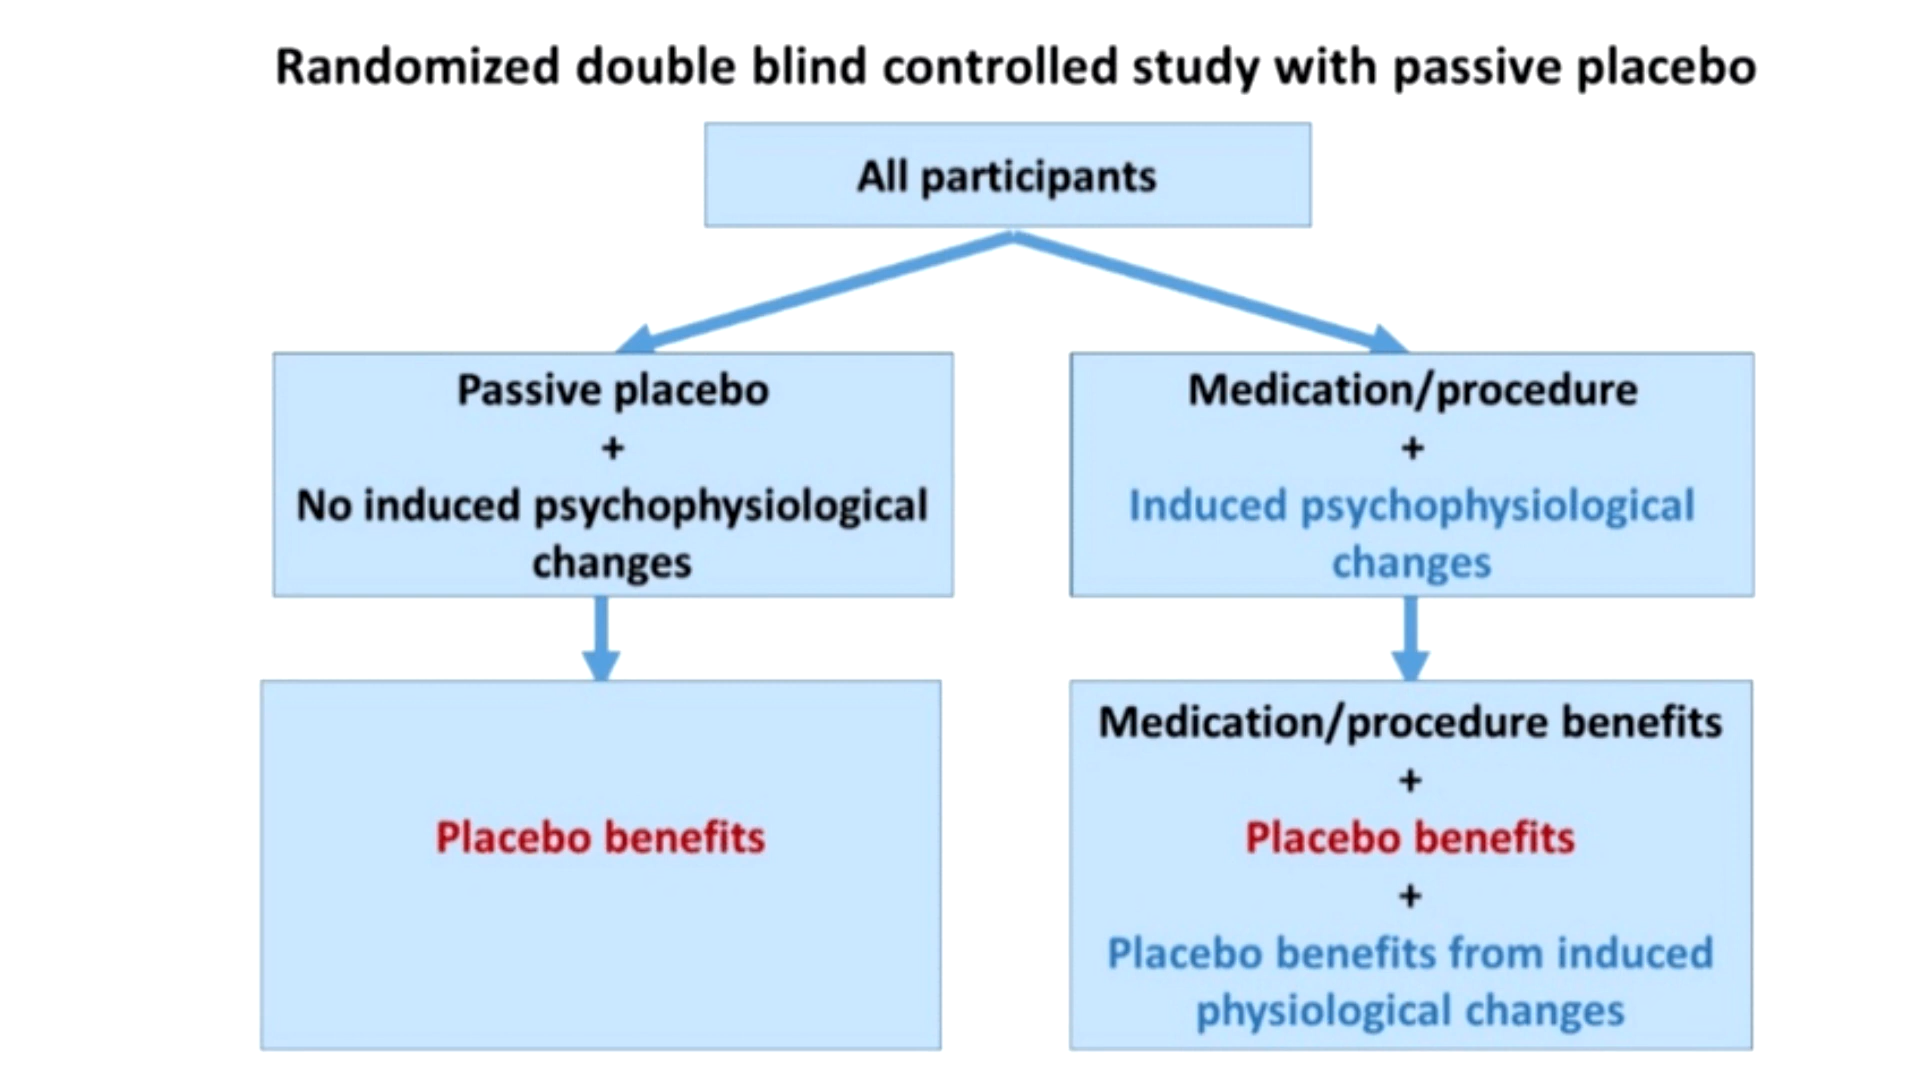 Randomized double blind controlled study with passive placebo
All participants
Passive placebo
+
No induced psychophysiological
changes
Medication/procedure
+
Induced psychophysiological
changes
Placebo benefits
Medication/procedure benefits
+
Placebo benefits
+
Placebo benefits from induced
physiological changes